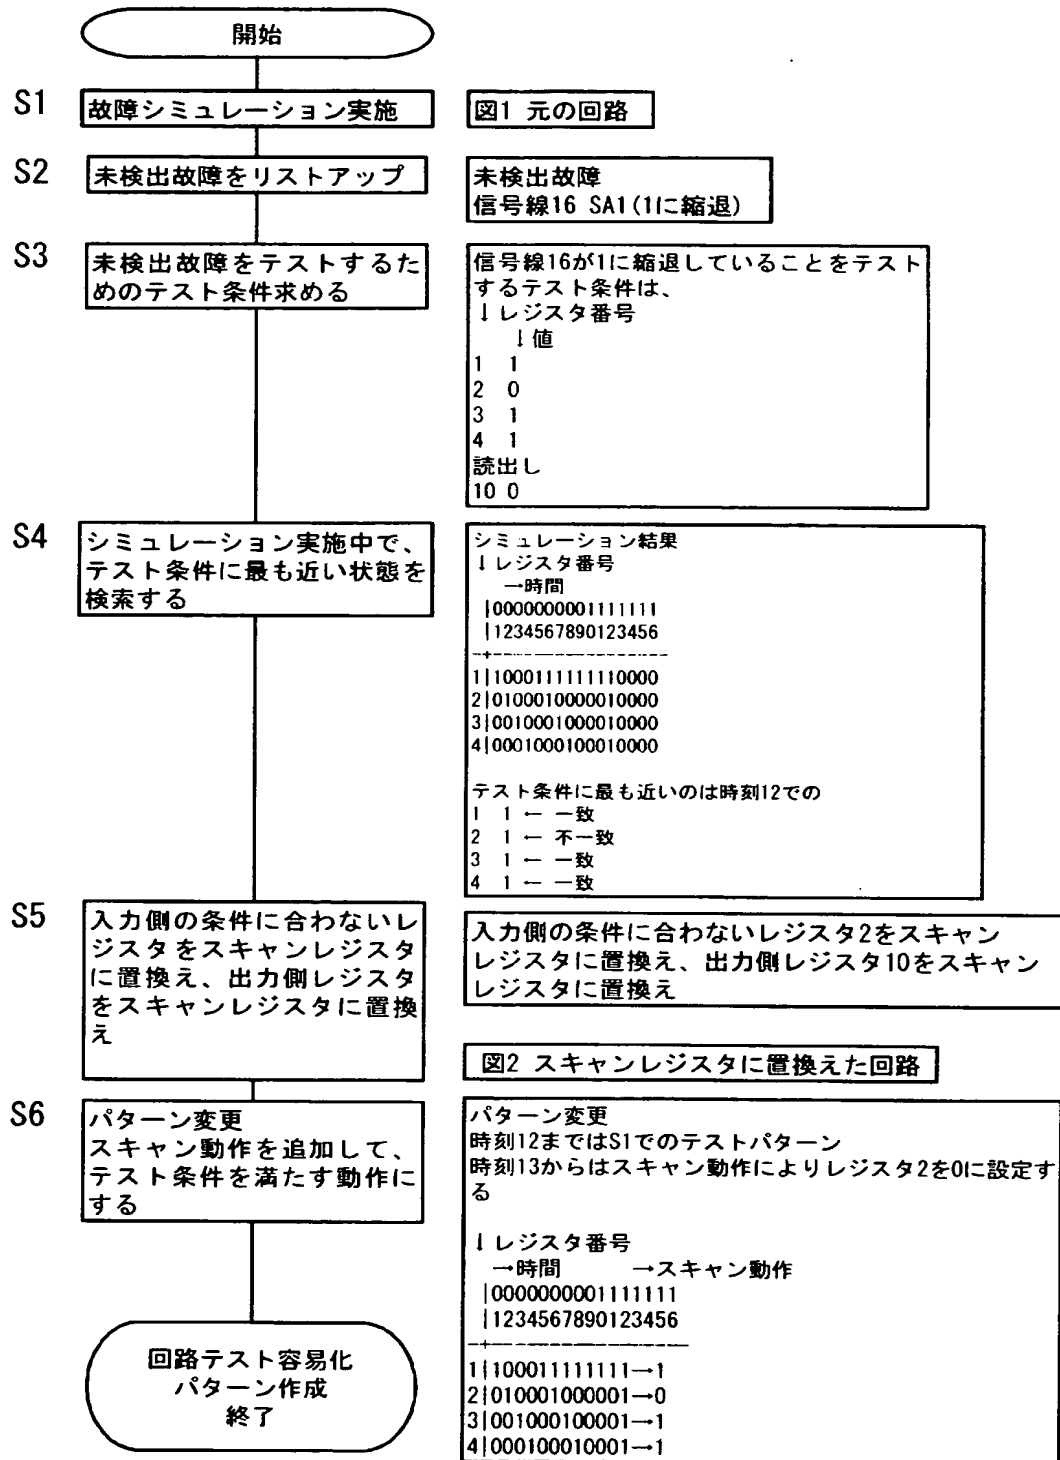 開始
S1
故障シミュレーション実施
図1 元の回路
S2
未検出故障をリストアップ
未検出故障
信号線16 SA1(1に縮退)
S3
未検出故障をテストするた
めのテスト条件求める
信号線16が1に縮退していることをテスト
するテスト条件は、
↓レジスタ番号
↓値
1 1
2 0
3 1
4 1
読出し
10 0
S4
シミュレーション実施中で、
テスト条件に最も近い状態を
検索する
シミュレーション結果
↓レジスタ番号
→時間
|0000000001111111
|1234567890123456
-+----------------
1|1000111111110000
2|0100010000010000
3|0010001000010000
4|0001000100010000
テスト条件に最も近いのは時刻12での
1 1 ← 一致
2 1 ← 不一致
3 1 ← 一致
4 1 ← 一致
S5
入力側の条件に合わないレ
ジスタをスキャンレジスタ
に置換え、出力側レジスタ
をスキャンレジスタに置換
え
入力側の条件に合わないレジスタ2をスキャン
レジスタに置換え、出力側レジスタ10をスキャン
レジスタに置換え
図2 スキャンレジスタに置換えた回路
S6
パターン変更
スキャン動作を追加して、
テスト条件を満たす動作に
する
パターン変更
時刻12まではS1でのテストパターン
時刻13からはスキャン動作によりレジスタ2を0に設定す
る
↓レジスタ番号
→時間 →スキャン動作
|0000000001111111
|1234567890123456
-+----------------
1|100011111111→1
2|010001000001→0
3|001000100001→1
4|000100010001→1
回路テスト容易化
パターン作成
終了